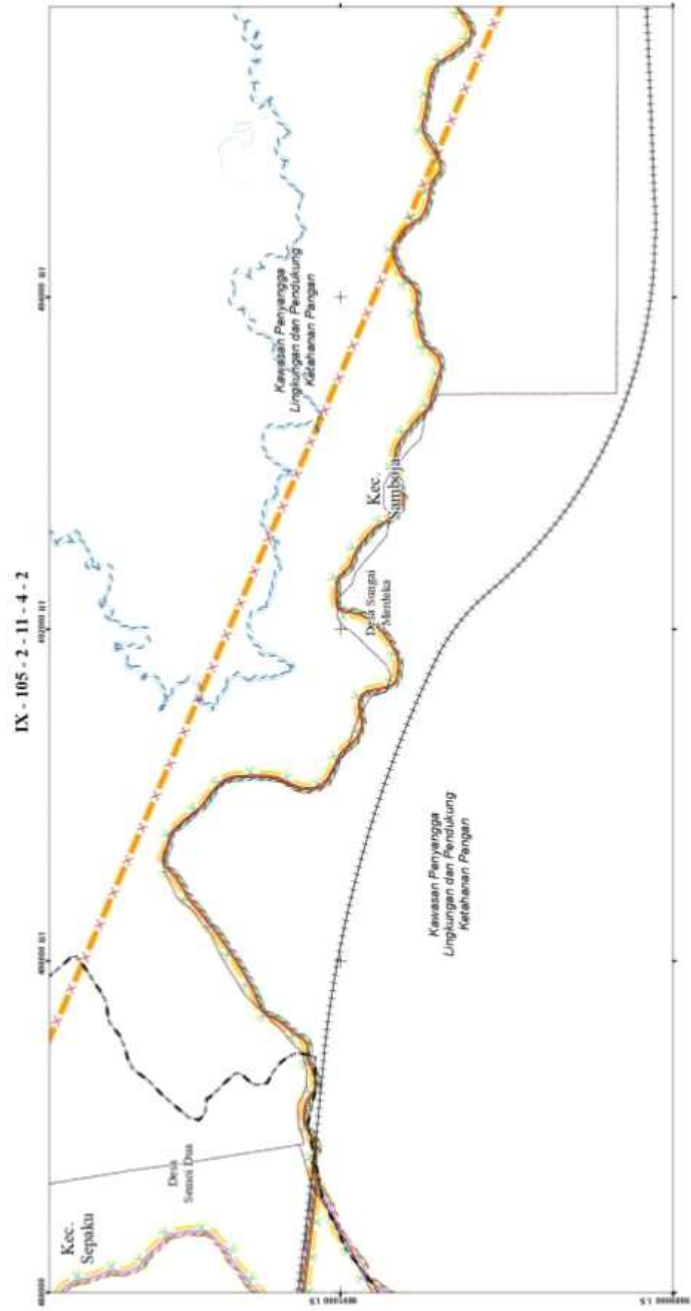 IX - 105 - 2 - 11 - 4 - 2
Kawasan Penyangga
Lingkungan dan Pendukung
Ketahanan Pangan
Kec.
Samboja
Desa Sungai
Merdeka
Desa
Semoi Dua
Kec.
Sepaku
Kawasan Penyangga
Lingkungan dan Pendukung
Ketahanan Pangan